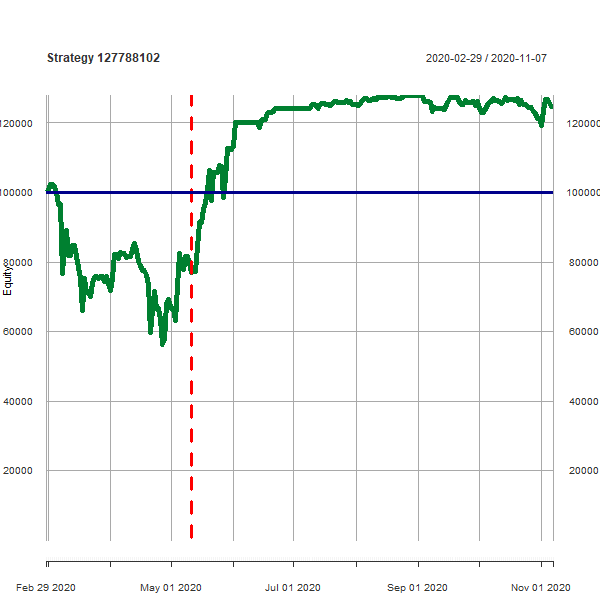 Strategy 127788102
2020-02-29 / 2020-11-07
120000
120000
100000
100000
80000
80000
Equity
60000
60000
40000
40000
20000
20000
Feb 29 2020
May 01 2020
Jul 01 2020
Sep 01 2020
Nov 01 2020